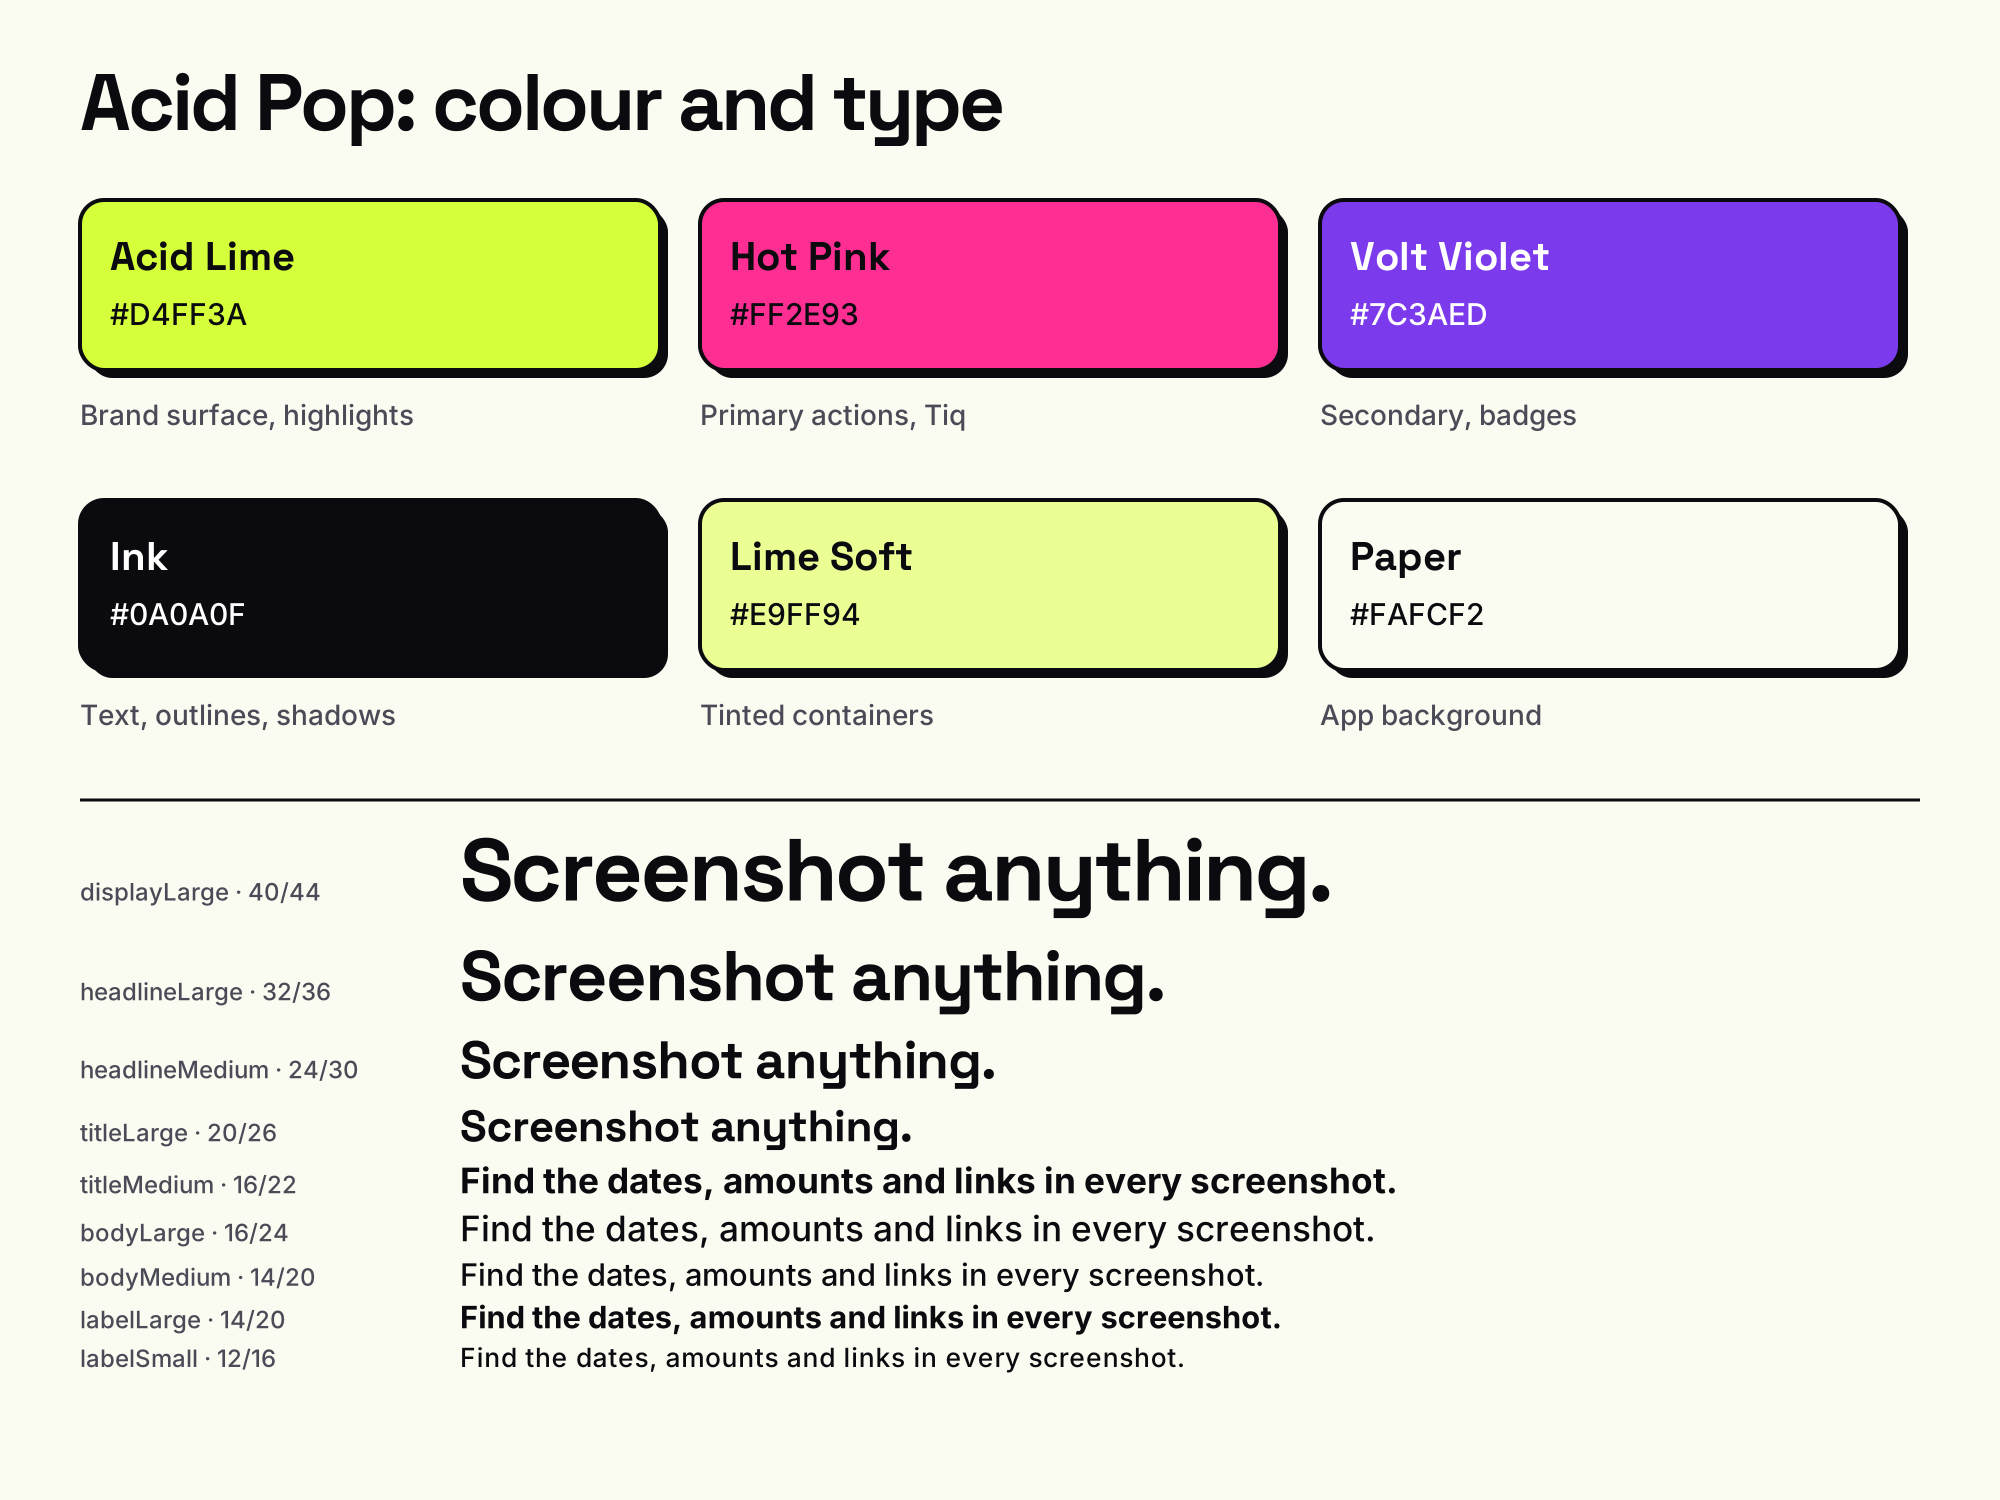 Acid Pop: colour and type
Acid Lime
#D4FF3A
Brand surface, highlights
Hot Pink
#FF2E93
Primary actions, Tiq
Volt Violet
#7C3AED
Secondary, badges
Ink
#0A0A0F
Text, outlines, shadows
Lime Soft
#E9FF94
Tinted containers
Paper
#FAFCF2
App background
displayLarge · 40/44 Screenshot anything.
headlineLarge · 32/36 Screenshot anything.
headlineMedium · 24/30 Screenshot anything.
titleLarge · 20/26 Screenshot anything.
titleMedium · 16/22 Find the dates, amounts and links in every screenshot.
bodyLarge · 16/24 Find the dates, amounts and links in every screenshot.
bodyMedium · 14/20 Find the dates, amounts and links in every screenshot.
labelLarge · 14/20 Find the dates, amounts and links in every screenshot.
labelSmall · 12/16 Find the dates, amounts and links in every screenshot.